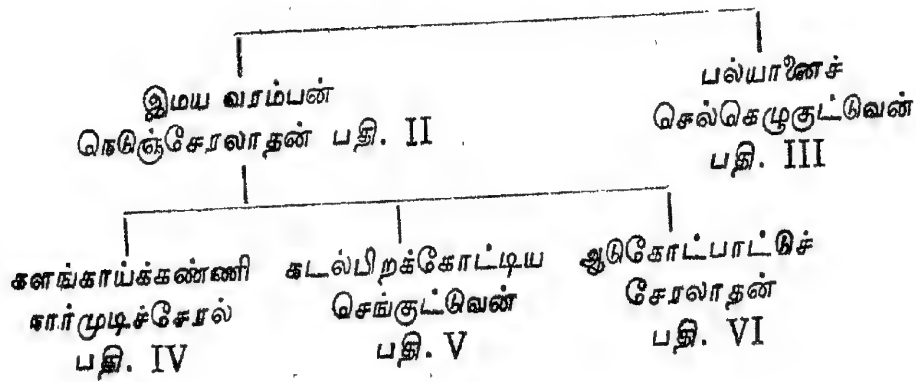 இமய வரம்பன்
நெடுஞ்சேரலாதன் பதி. II
பல்யானைச்
செல்கெழுகுட்டுவன்
பதி. III
களங்காய்க்கண்ணி
நார்முடிச்சேரல்
பதி. IV
கடல்பிறக்கோட்டிய
செங்குட்டுவன்
பதி. V
ஆடுகோட்பாட்டுச்
சேரலாதன்
பதி. VI